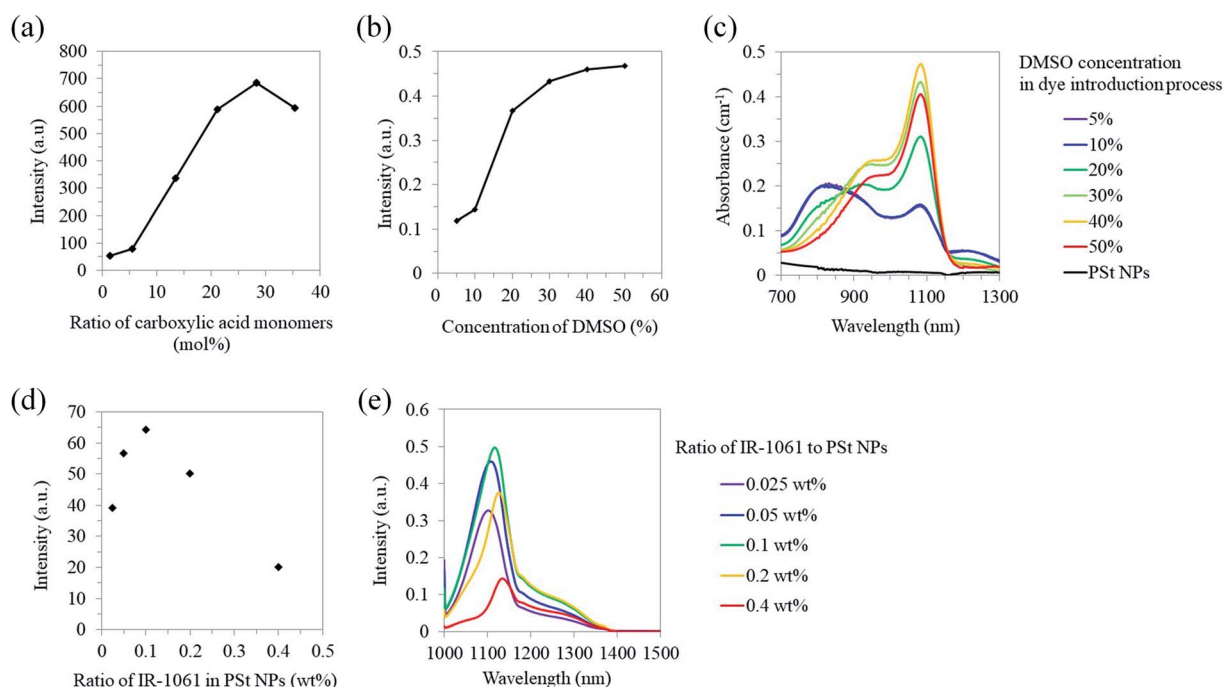 (a)
800
700
600
500
400
300
200
100
0
0 10 20 30 40
Intensity (a.u)
Ratio of carboxylic acid monomers
(mol%)
(b)
0.5
0.4
0.3
0.2
0.1
0
0 10 20 30 40 50 60
Intensity (a.u.)
Concentration of DMSO (%)
(c)
0.5
0.4
0.3
0.2
0.1
0
700 900 1100 1300
Absorbance (cm-1)
Wavelength (nm)
DMSO concentration
in dye introduction process
5%
10%
20%
30%
40%
50%
PSt NPs
(d)
70
60
50
40
30
20
10
0
0 0.1 0.2 0.3 0.4 0.5
Intensity (a.u.)
Ratio of IR-1061 in PSt NPs (wt%)
(e)
0.6
0.5
0.4
0.3
0.2
0.1
0
1000 1100 1200 1300 1400 1500
Intensity (a.u.)
Wavelength (nm)
Ratio of IR-1061 to PSt NPs
0.025 wt%
0.05 wt%
0.1 wt%
0.2 wt%
0.4 wt%